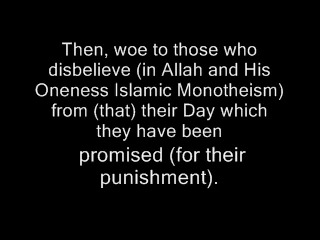 Then, woe to those who
disbelieve (in Allah and His
Oneness Islamic Monotheism)
from (that) their Day which
they have been
promised (for their
punishment).